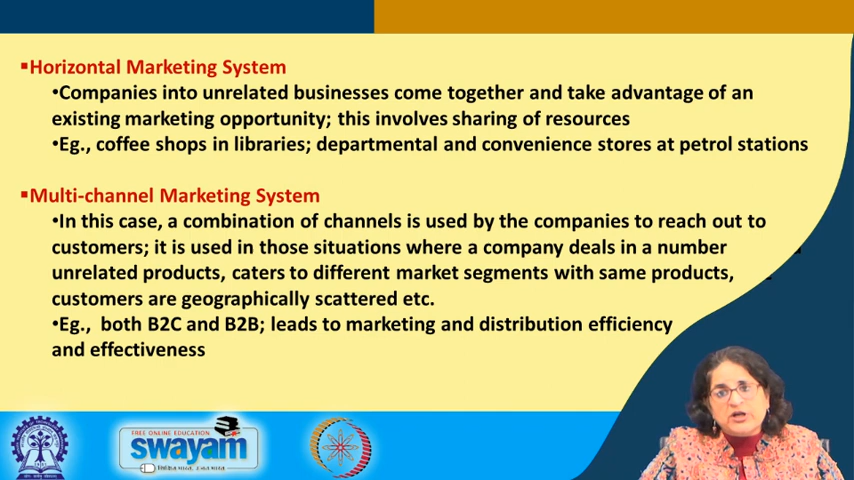 ▪Horizontal Marketing System
•Companies into unrelated businesses come together and take advantage of an
existing marketing opportunity; this involves sharing of resources
•Eg., coffee shops in libraries; departmental and convenience stores at petrol stations
▪Multi-channel Marketing System
•In this case, a combination of channels is used by the companies to reach out to
customers; it is used in those situations where a company deals in a number
unrelated products, caters to different market segments with same products,
customers are geographically scattered etc.
•Eg.,  both B2C and B2B; leads to marketing and distribution efficiency
and effectiveness
FREE ONLINE EDUCATION
swayam